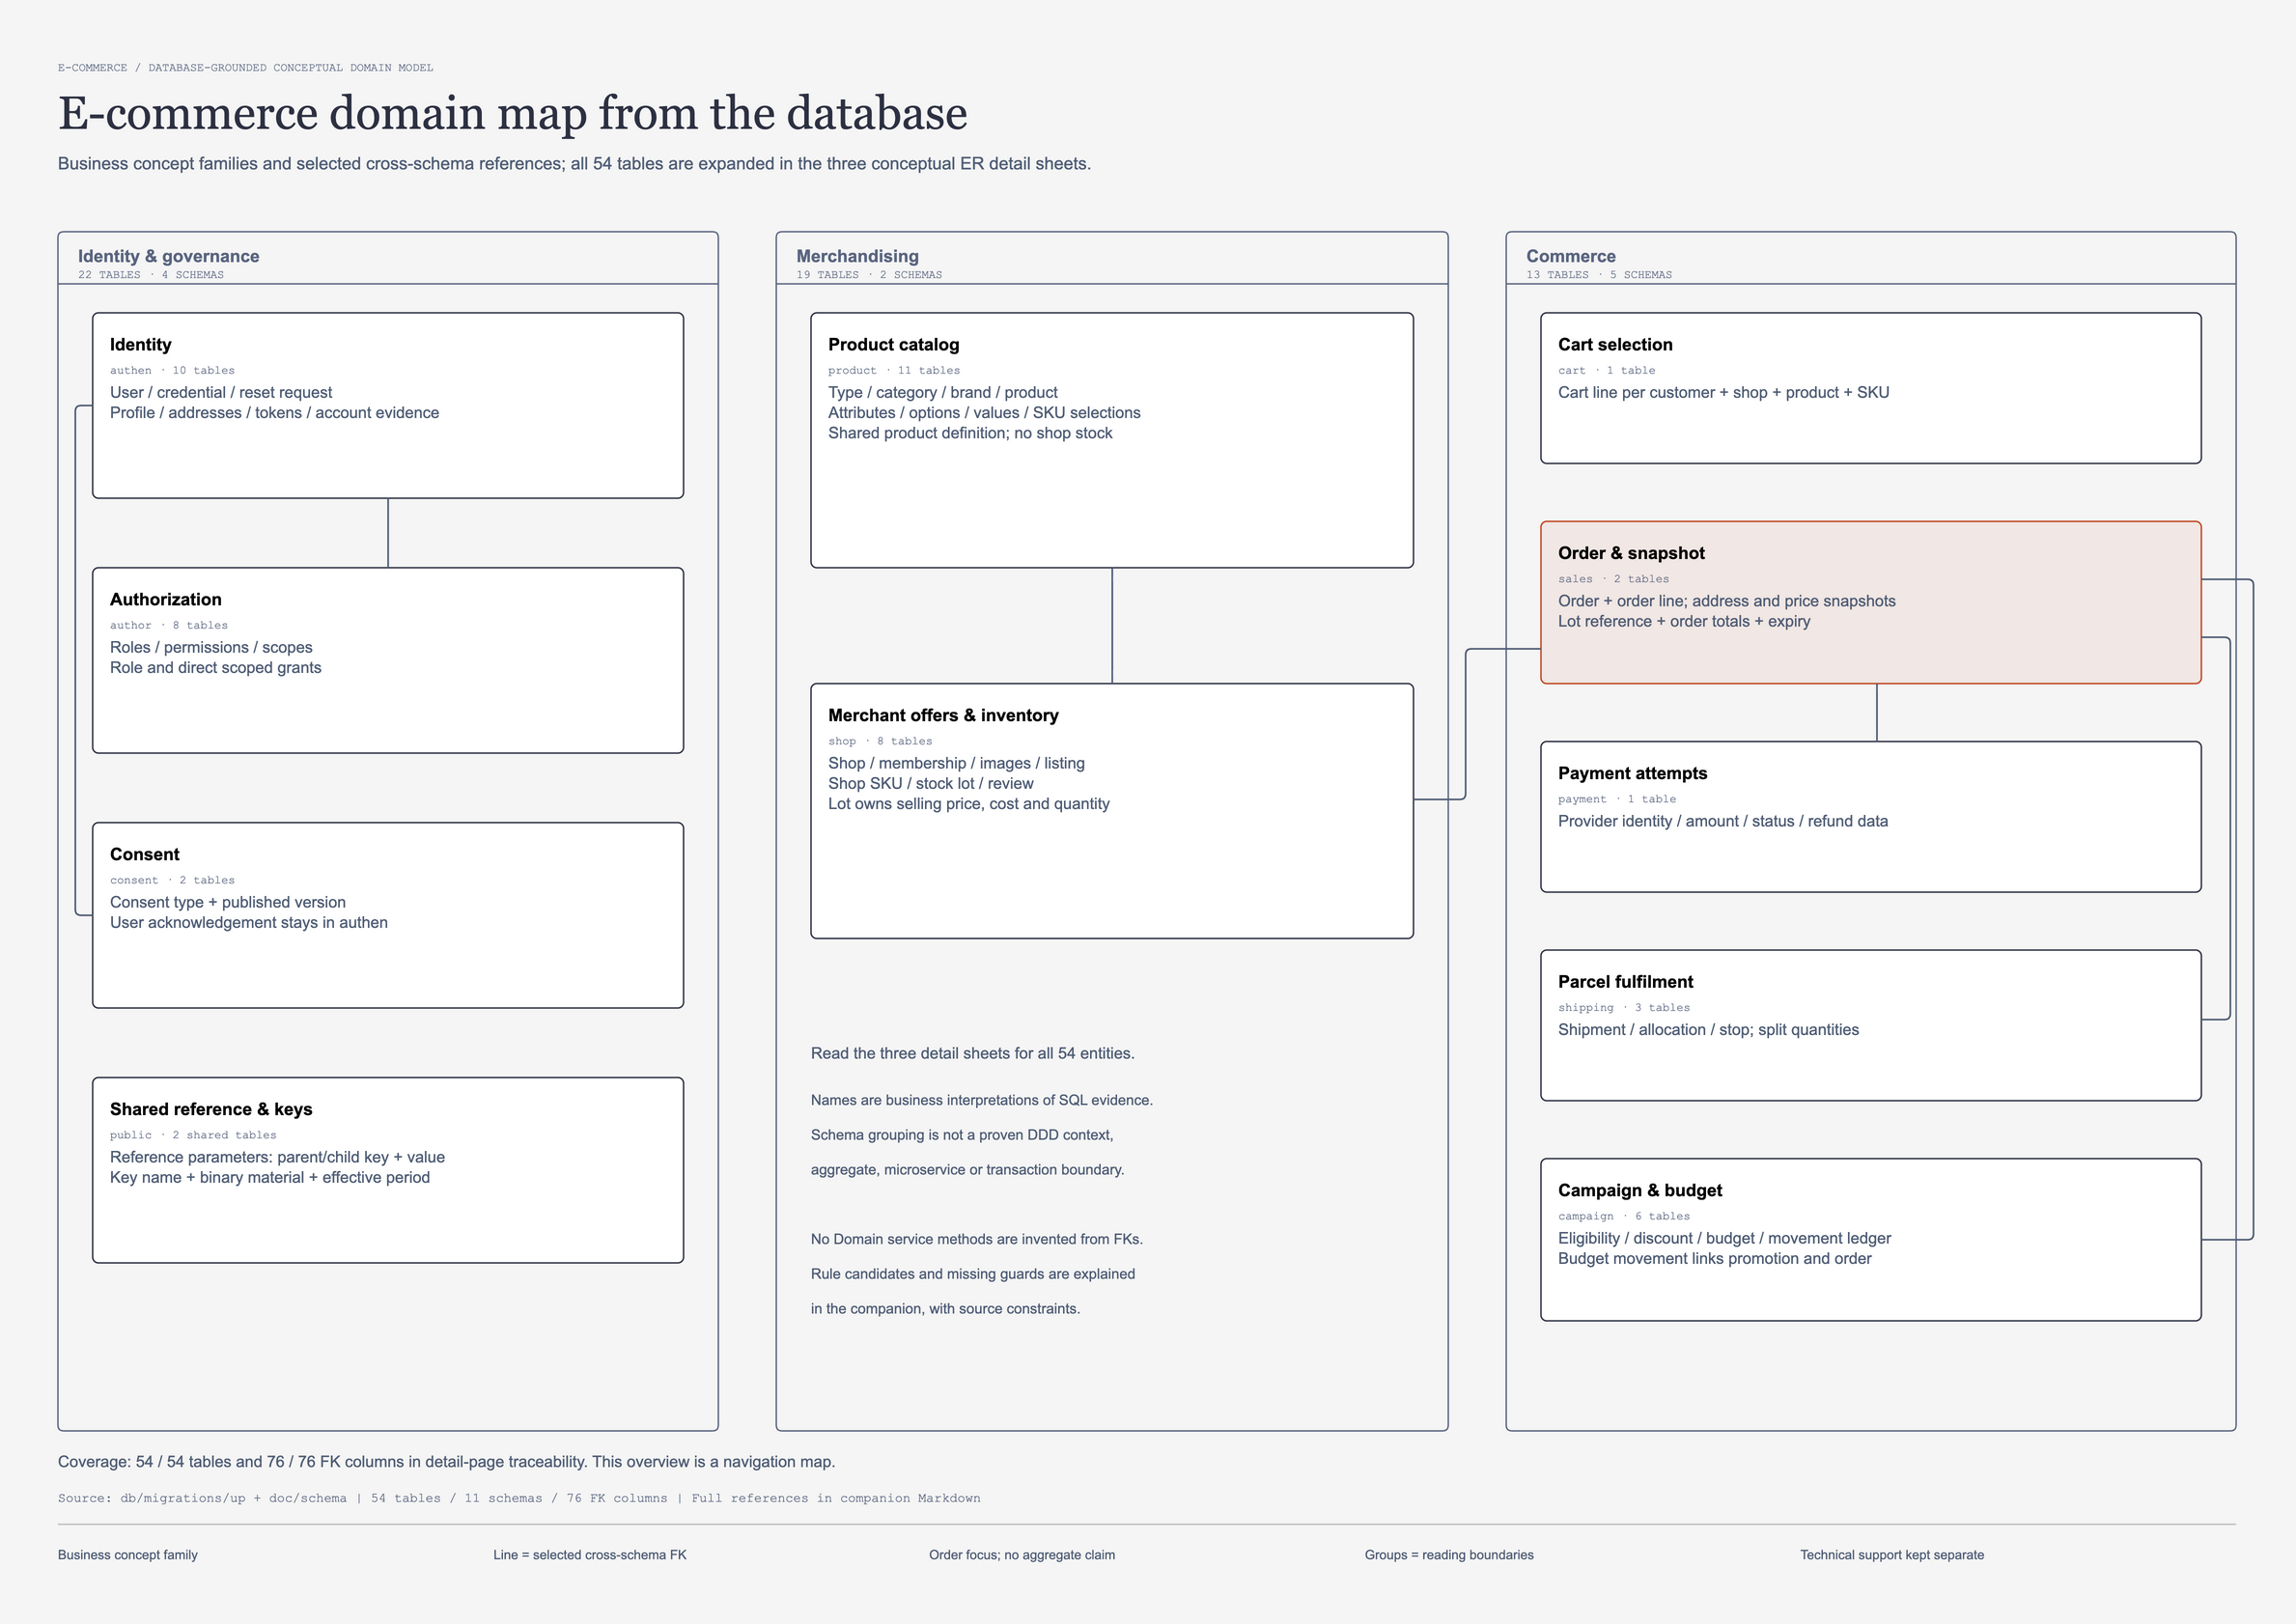 E-COMMERCE / DATABASE-GROUNDED CONCEPTUAL DOMAIN MODEL
E-commerce domain map from the database
Business concept families and selected cross-schema references; all 54 tables are expanded in the three conceptual ER detail sheets.
Identity & governance
22 TABLES · 4 SCHEMAS
Identity
authen · 10 tables
User / credential / reset request
Profile / addresses / tokens / account evidence
Authorization
author · 8 tables
Roles / permissions / scopes
Role and direct scoped grants
Consent
consent · 2 tables
Consent type + published version
User acknowledgement stays in authen
Shared reference & keys
public · 2 shared tables
Reference parameters: parent/child key + value
Key name + binary material + effective period
Merchandising
19 TABLES · 2 SCHEMAS
Product catalog
product · 11 tables
Type / category / brand / product
Attributes / options / values / SKU selections
Shared product definition; no shop stock
Merchant offers & inventory
shop · 8 tables
Shop / membership / images / listing
Shop SKU / stock lot / review
Lot owns selling price, cost and quantity
Read the three detail sheets for all 54 entities.
Names are business interpretations of SQL evidence.
Schema grouping is not a proven DDD context,
aggregate, microservice or transaction boundary.
No Domain service methods are invented from FKs.
Rule candidates and missing guards are explained
in the companion, with source constraints.
Commerce
13 TABLES · 5 SCHEMAS
Cart selection
cart · 1 table
Cart line per customer + shop + product + SKU
Order & snapshot
sales · 2 tables
Order + order line; address and price snapshots
Lot reference + order totals + expiry
Payment attempts
payment · 1 table
Provider identity / amount / status / refund data
Parcel fulfilment
shipping · 3 tables
Shipment / allocation / stop; split quantities
Campaign & budget
campaign · 6 tables
Eligibility / discount / budget / movement ledger
Budget movement links promotion and order
Coverage: 54 / 54 tables and 76 / 76 FK columns in detail-page traceability. This overview is a navigation map.
Source: db/migrations/up + doc/schema | 54 tables / 11 schemas / 76 FK columns | Full references in companion Markdown
Business concept family
Line = selected cross-schema FK
Order focus; no aggregate claim
Groups = reading boundaries
Technical support kept separate